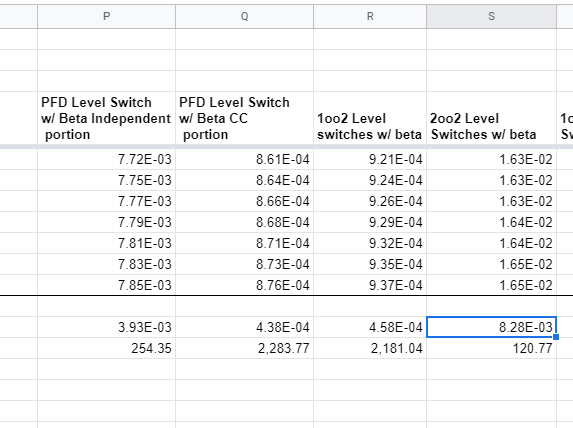 P Q R S
PFD Level Switch PFD Level Switch
w/ Beta Independent w/ Beta CC 1oo2 Level 2oo2 Level 1o
portion portion switches w/ beta Switches w/ beta Sw
7.72E-03 8.61E-04 9.21E-04 1.63E-02
7.75E-03 8.64E-04 9.24E-04 1.63E-02
7.77E-03 8.66E-04 9.26E-04 1.63E-02
7.79E-03 8.68E-04 9.29E-04 1.64E-02
7.81E-03 8.71E-04 9.32E-04 1.64E-02
7.83E-03 8.73E-04 9.35E-04 1.65E-02
7.85E-03 8.76E-04 9.37E-04 1.65E-02
3.93E-03 4.38E-04 4.58E-04 8.28E-03
254.35 2,283.77 2,181.04 120.77